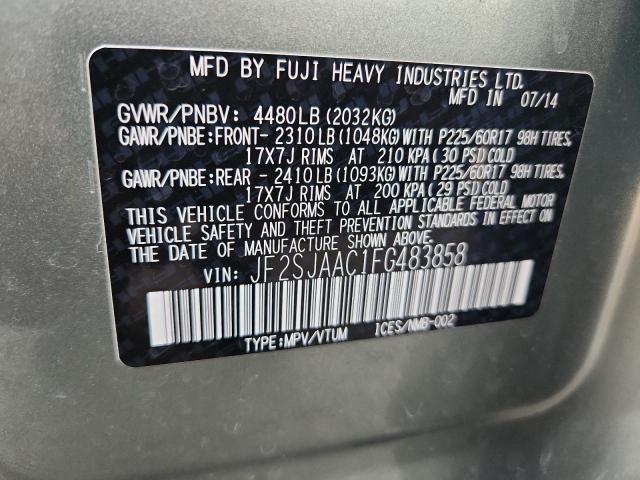 MFD BY FUJI HEAVY INDUSTRIES LTD.
MFD IN 07/14
GVWR/PNBV: 4480LB (2032KG)
GAWR/PNBE:FRONT- 2310LB (1048KG) WITH P225/60R17 98H TIRES,
17X7J RIMS AT 210 KPA (30 PSI) COLD
GAWR/PNBE:REAR - 2410LB (1093KG) WITH P225/60R17 98H TIRES,
17X7J RIMS AT 200 KPA (29 PSI) COLD
THIS VEHICLE CONFORMS TO ALL APPLICABLE FEDERAL MOTOR
VEHICLE SAFETY AND THEFT PREVENTION STANDARDS IN EFFECT ON
THE DATE OF MANUFACTURE SHOWN ABOVE.
VIN: JF2SJAAC1FG483858
TYPE:MPV/VTUM ICES/NMB-002